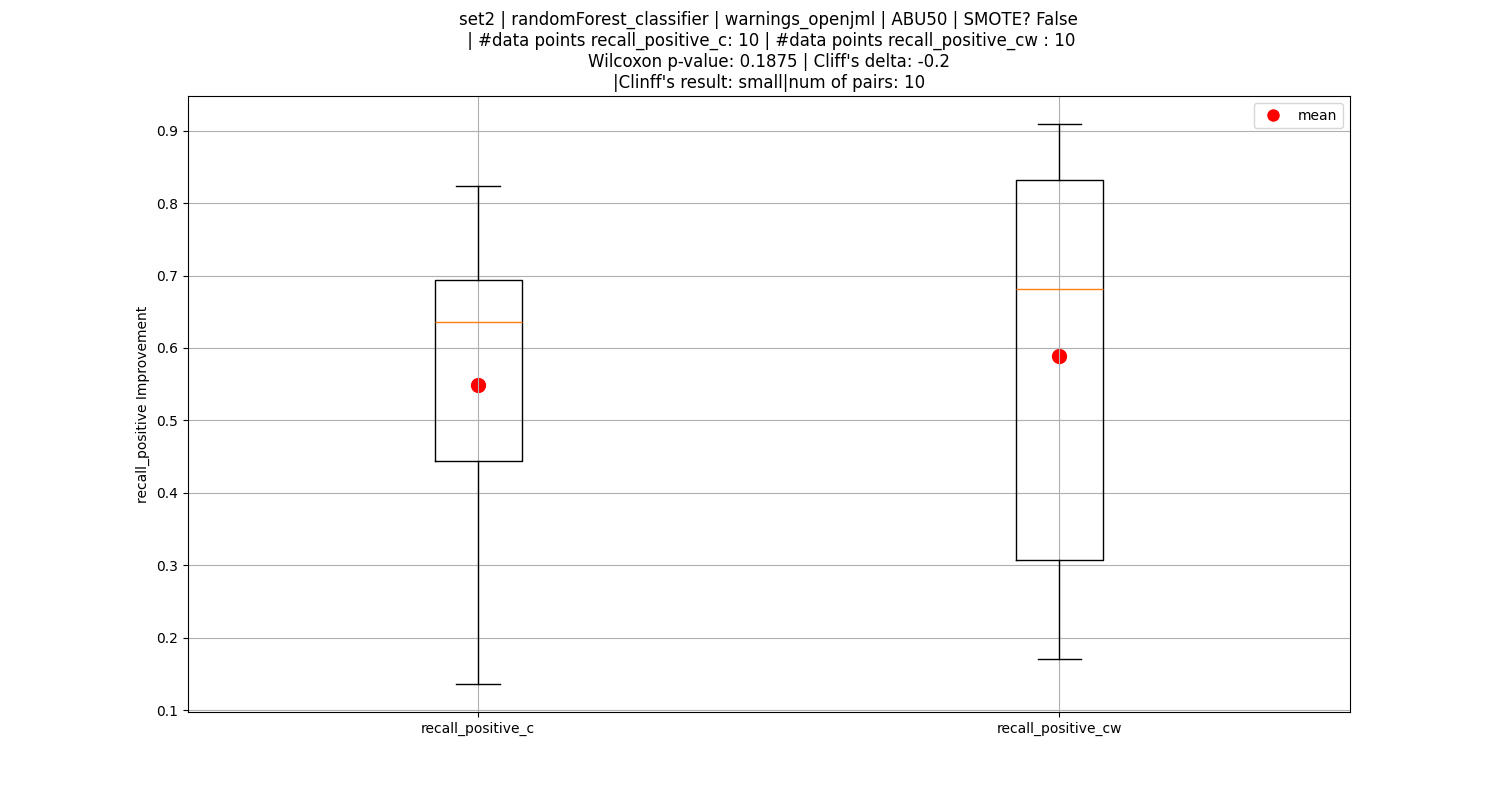 set2 | randomForest_classifier | warnings_openjml | ABU50 | SMOTE? False
| #data points recall_positive_c: 10 | #data points recall_positive_cw : 10
Wilcoxon p-value: 0.1875 | Cliff's delta: -0.2
|Clinff's result: small|num of pairs: 10
mean
0.9
0.8
0.7
0.6
0.5
0.4
0.3
0.2
0.1
recall_positive Improvement
recall_positive_c
recall_positive_cw